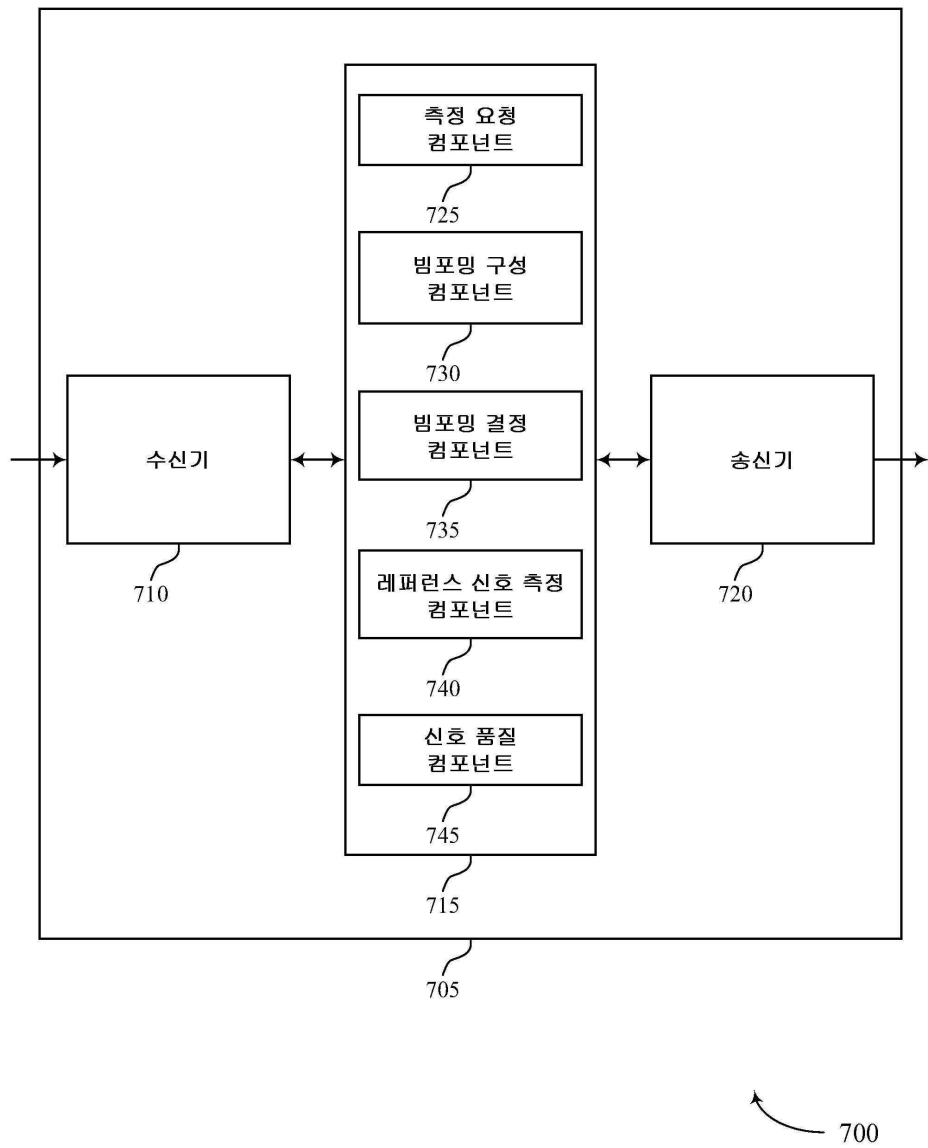 측정 요청
컴포넌트
725
빔포밍 구성
컴포넌트
730
수신기
710
빔포밍 결정
컴포넌트
735
송신기
720
레퍼런스 신호 측정
컴포넌트
740
신호 품질
컴포넌트
745
715
705
700